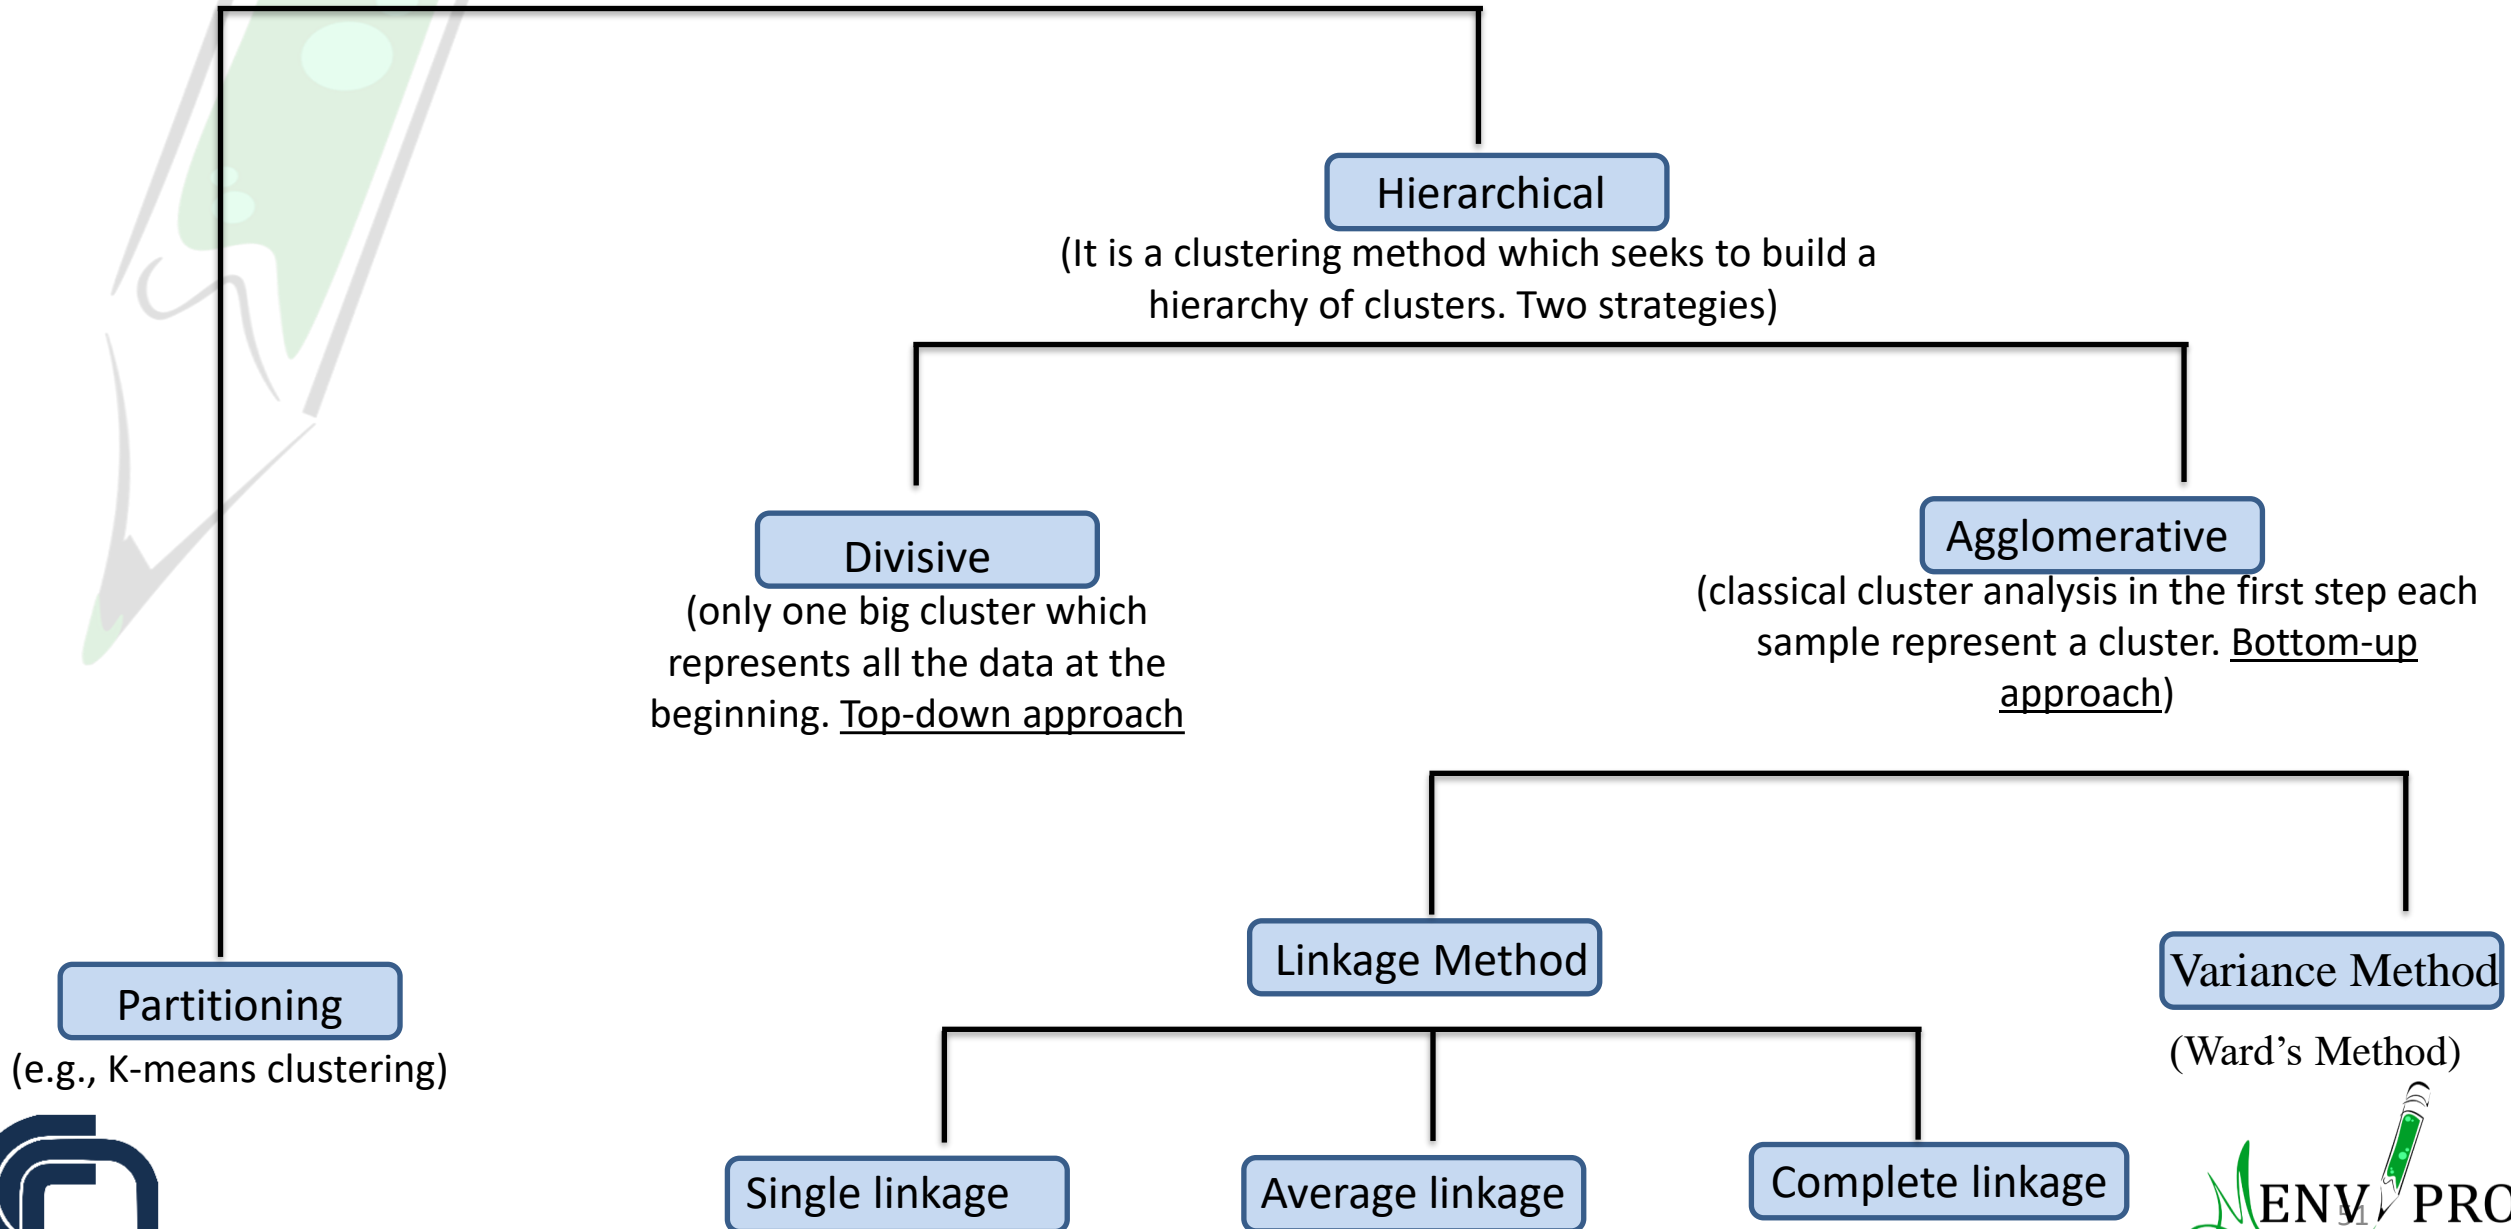 Hierarchical
(It is a clustering method which seeks to build a
hierarchy of clusters. Two strategies)
Divisive
(only one big cluster which
represents all the data at the
beginning. Top-down approach
Agglomerative
(classical cluster analysis in the first step each
sample represent a cluster. Bottom-up
approach)
Linkage Method
Variance Method
(Ward’s Method)
Partitioning
(e.g., K-means clustering)
Single linkage
Average linkage
Complete linkage
ENV PRO
51